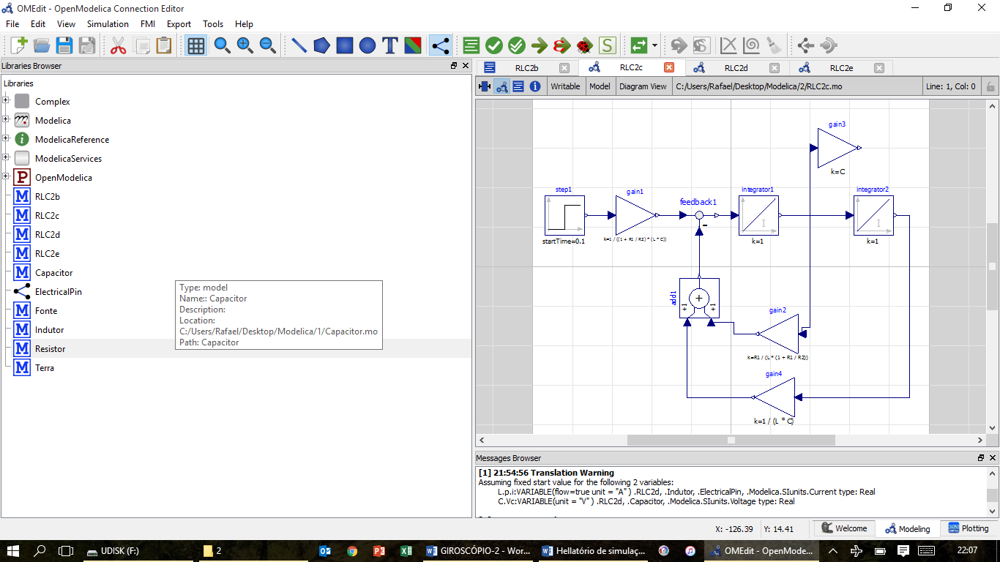 OMEdit - OpenModelica Connection Editor
File Edit View Simulation FMI Export Tools Help
T
S
S
Libraries Browser
Libraries
Complex
Modelica
ModelicaReference
ModelicaServices
P OpenModelica
M RLC2b
M RLC2c
M RLC2d
M RLC2e
M Capacitor
ElectricalPin
M Fonte
M Indutor
M Resistor
M Terra
Type: model
Name:: Capacitor
Description:
Location:
C:/Users/Rafael/Desktop/Modelica/1/Capacitor.mo
Path: Capacitor
RLC2b RLC2c RLC2d RLC2e
Writable Model Diagram View C:/Users/Rafael/Desktop/Modelica/2/RLC2c.mo Line: 1, Col: 0
gain3
k=C
step1
startTime=0.1
gain1
k=1 / ((1 + R1 / R2) * (L * C))
feedback1
-
integrator1
I
k=1
integrator2
I
k=1
add1
+
+1
+1
gain2
k=R1 / (L * (1 + R1 / R2))
gain4
k=1 / (L * C)
Messages Browser
[1] 21:54:56 Translation Warning
Assuming fixed start value for the following 2 variables:
L.p.i:VARIABLE(flow=true unit = "A" ) .RLC2d, .Indutor, .ElectricalPin, .Modelica.SIunits.Current type: Real
C.Vc:VARIABLE(unit = "V" ) .RLC2d, .Capacitor, .Modelica.SIunits.Voltage type: Real
X: -126.39 Y: 14.41 Welcome Modeling Plotting
UDISK (F:) 2 GIROSCÓPIO-2 - Wor... Hellatório de simulaç... OMEdit - OpenMode... 22:07